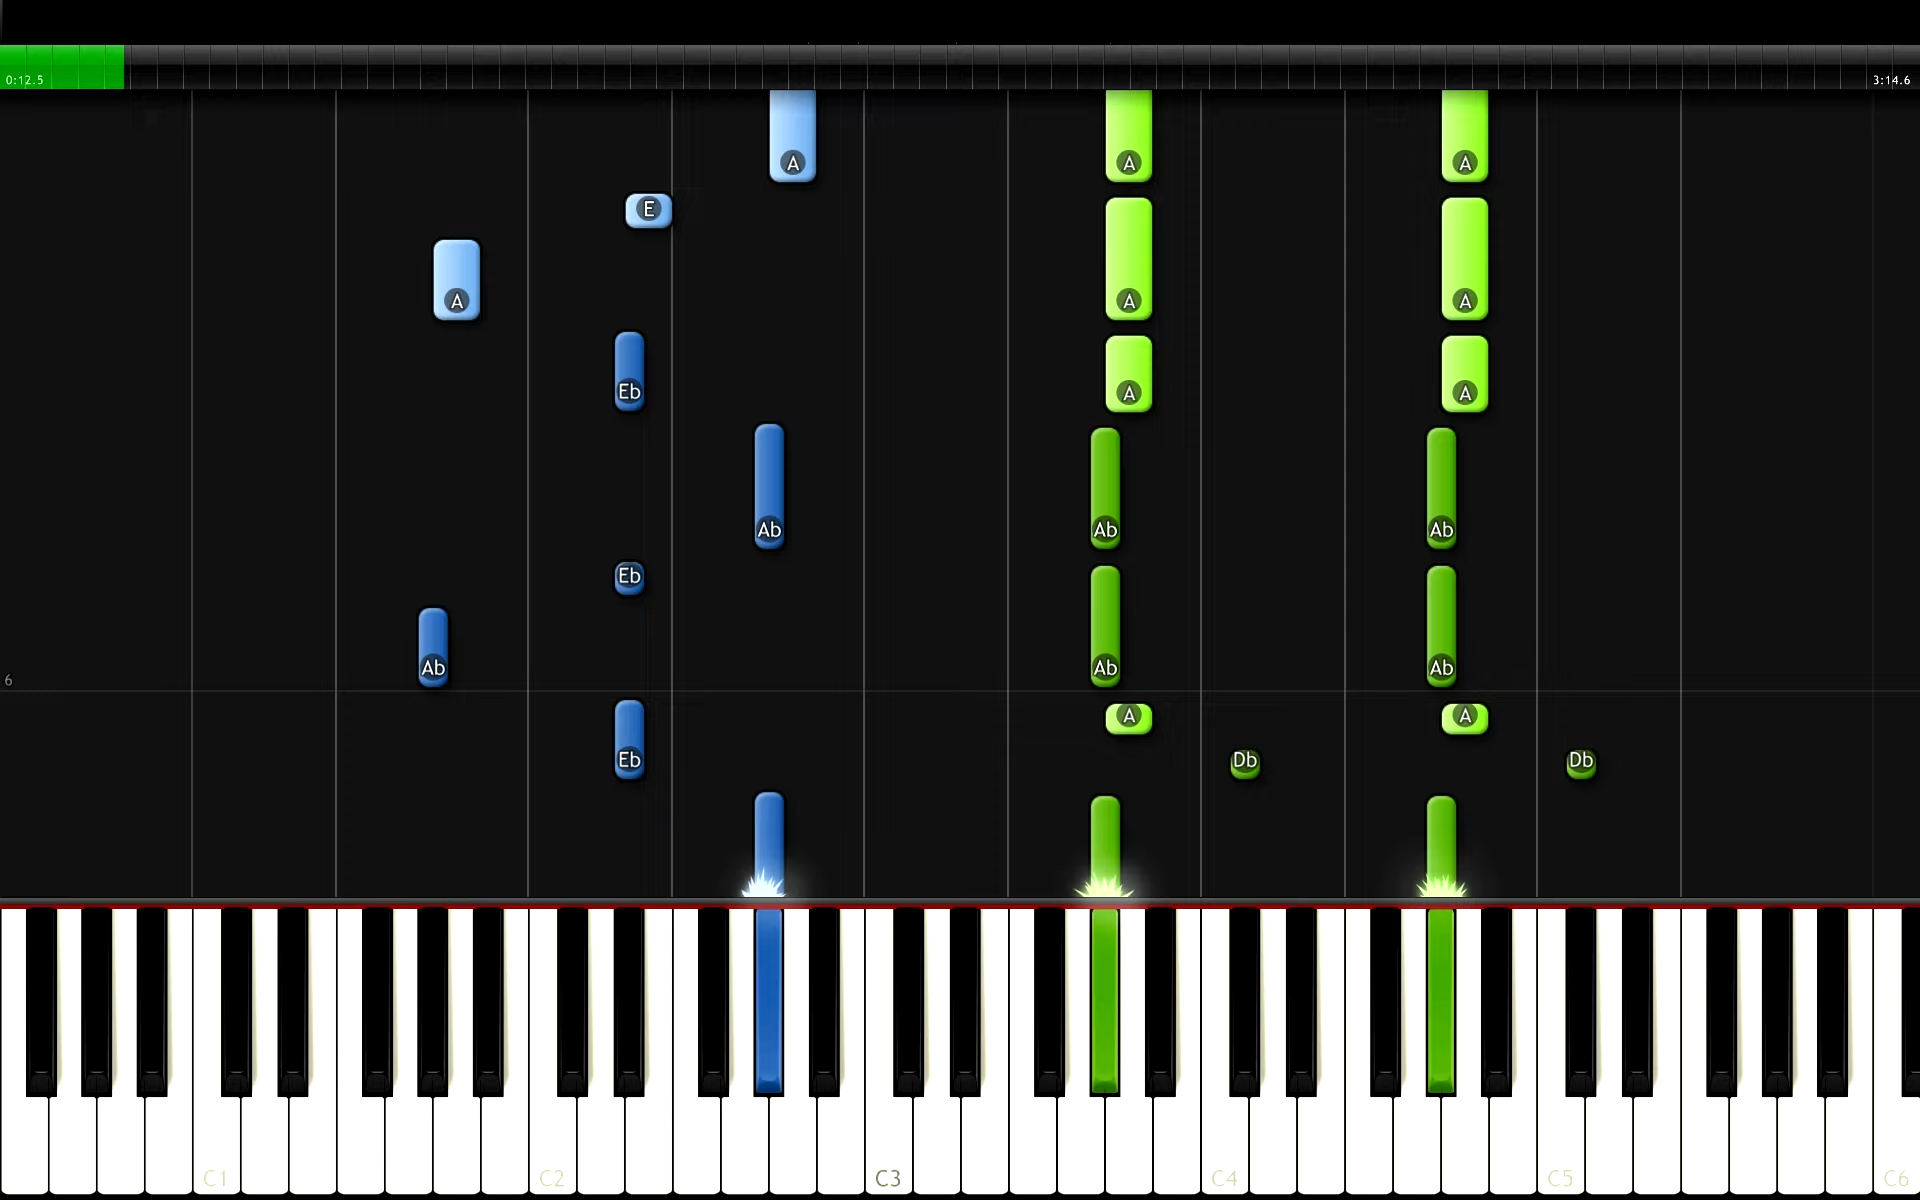 0:12.5 3:14.6
A A A
E
A A A
Eb A A
Ab Ab Ab
Eb
Ab Ab Ab
6
A A
Eb Db Db
C1 C2 C3 C4 C5 C6